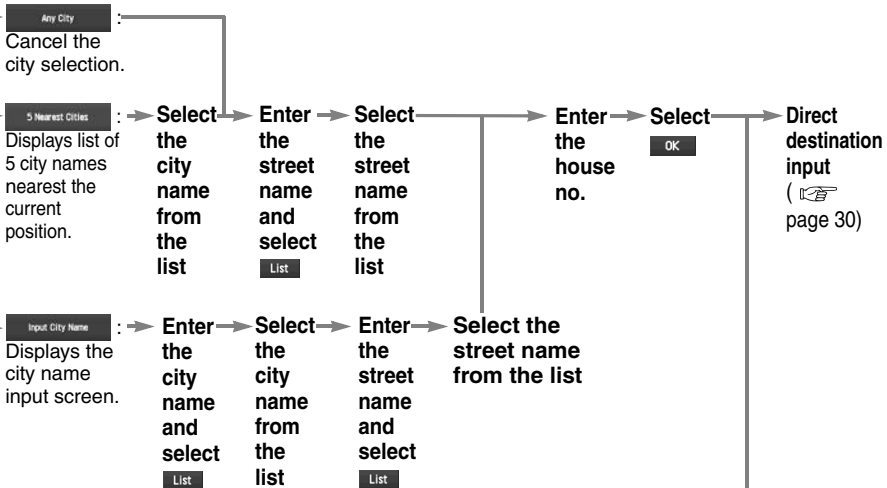 Any City :
Cancel the
city selection.
5 Nearest Cities :
Displays list of
5 city names
nearest the
current
position.
Select
the
city
name
from
the
list
Enter
the
street
name
and
select
List
Select
the
street
name
from
the
list
Enter
the
house
no.
Select
OK
Direct
destination
input
( ☞
page 30)
Input City Name :
Displays the
city name
input screen.
Enter
the
city
name
and
select
List
Select
the
city
name
from
the
list
Enter
the
street
name
and
select
List
Select the
street name
from the list